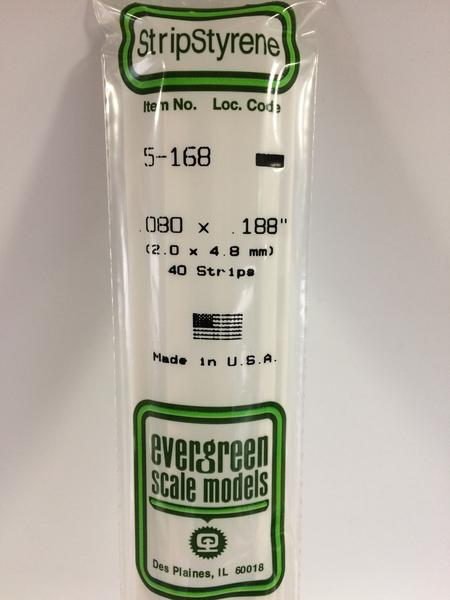 StripStyrene
Item No. Loc. Code
5-168
.080 x .188"
(2.0 x 4.8 mm)
40 Strips
Made in U.S.A.
evergreen
scale models
Des Plaines, IL 60018